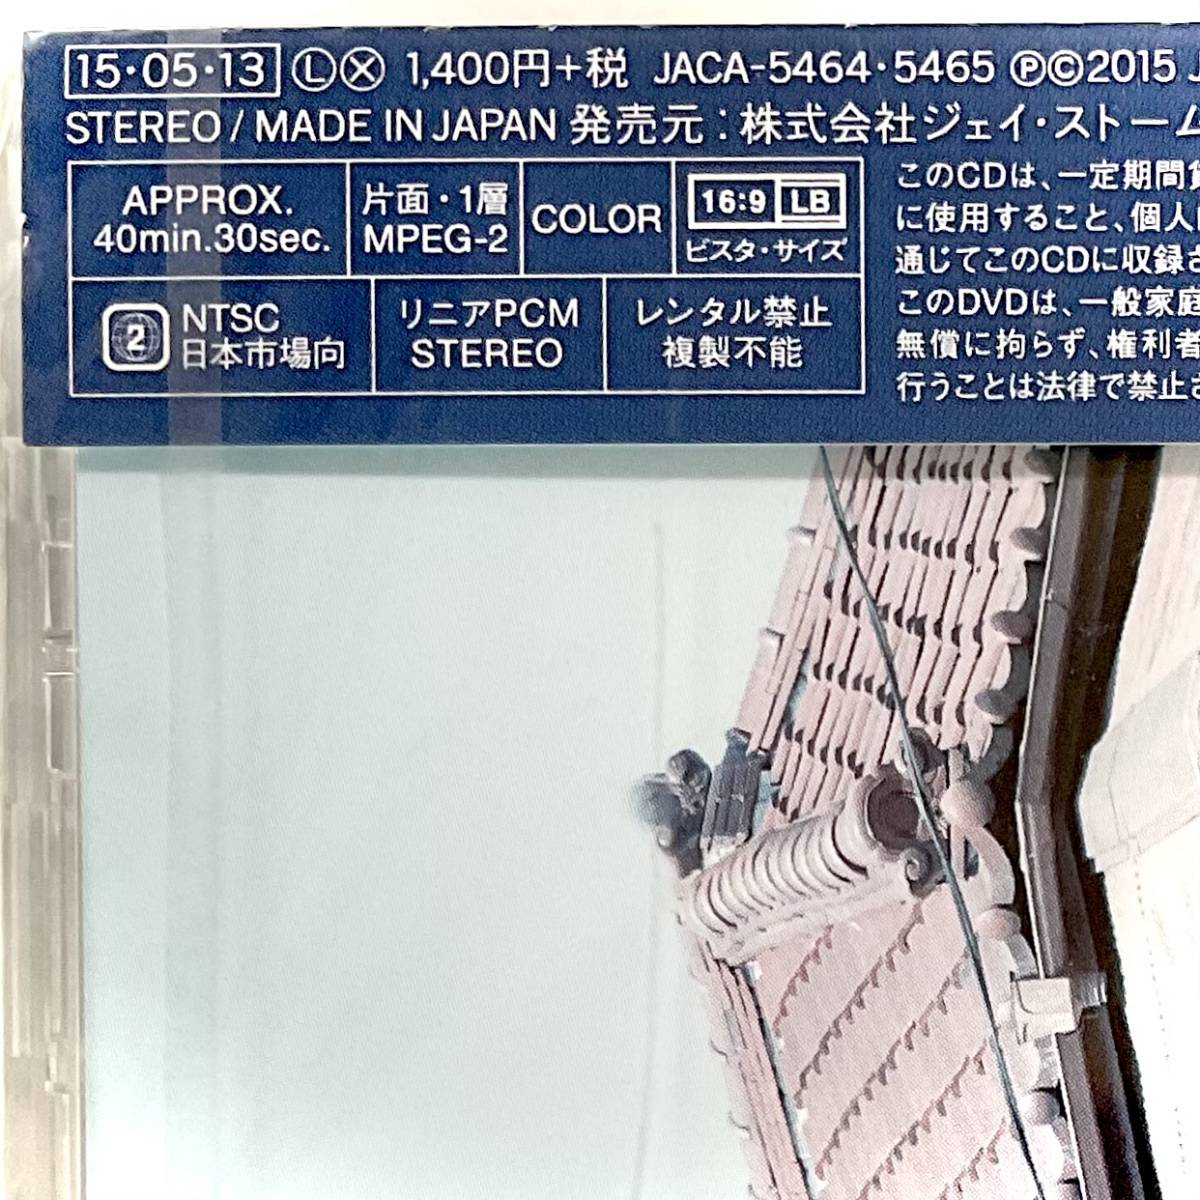 15・05・13 Ⓛ Ⓧ 1,400円+税 JACA-5464・5465 ℗©2015 J
STEREO / MADE IN JAPAN 発売元：株式会社ジェイ・ストーム
APPROX.
40min.30sec.
片面・1層
MPEG-2
COLOR
16:9 LB
ビスタ・サイズ
2
NTSC
日本市場向
リニアPCM
STEREO
レンタル禁止
複製不能
このCDは、一定期間
に使用すること、個人
通じてこのCDに収録
このDVDは、一般家庭
無償に拘らず、権利者
行うことは法律で禁止